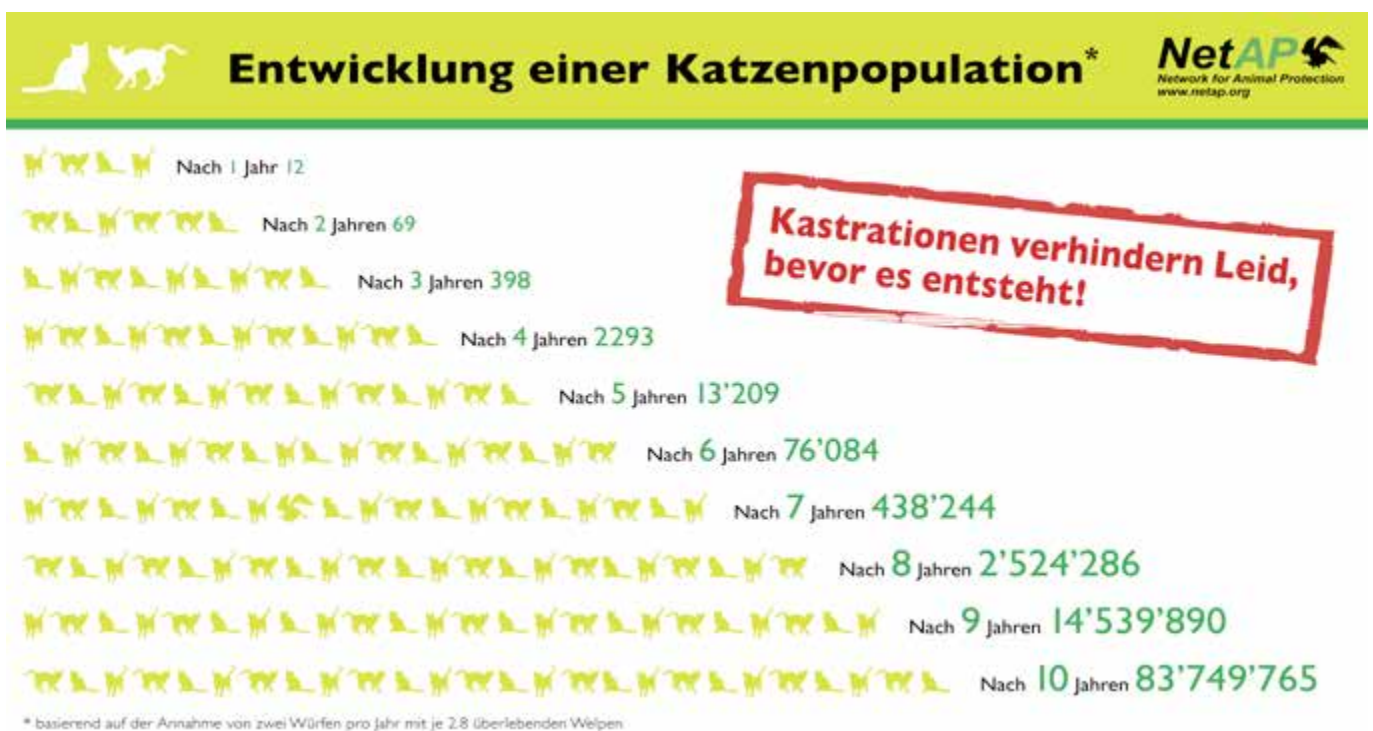 Entwicklung einer Katzenpopulation*
NetAP
Network for Animal Protection
www.netap.org
Nach 1 Jahr 12
Nach 2 Jahren 69
Nach 3 Jahren 398
Nach 4 Jahren 2293
Nach 5 Jahren 13'209
Nach 6 Jahren 76'084
Nach 7 Jahren 438'244
Nach 8 Jahren 2'524'286
Nach 9 Jahren 14'539'890
Nach 10 Jahren 83'749'765
Kastrationen verhindern Leid,
bevor es entsteht!
* basierend auf der Annahme von zwei Würfen pro Jahr mit je 2.8 überlebenden Welpen